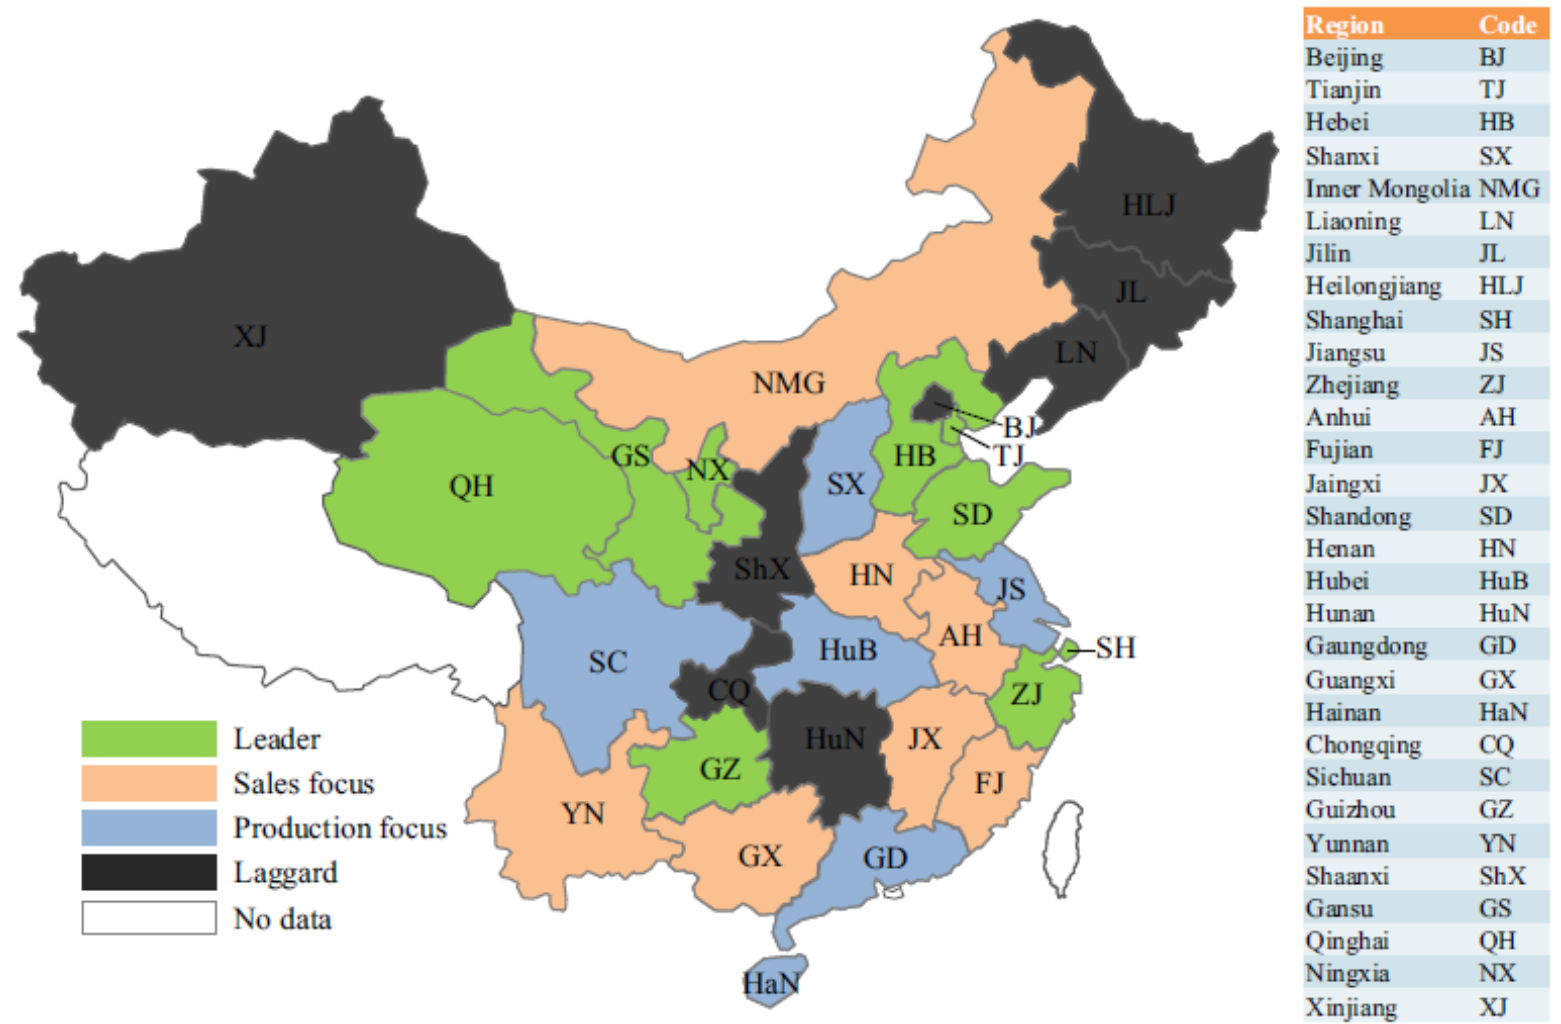 XJ
HLJ
JL
LN
NMG
BJ
TJ
HB
GS
NX
QH
SX
SD
ShX
HN
JS
AH
SH
SC
HuB
CQ
ZJ
HuN
JX
GZ
FJ
YN
GX
GD
HaN
Leader
Sales focus
Production focus
Laggard
No data
Region Code
Beijing BJ
Tianjin TJ
Hebei HB
Shanxi SX
Inner Mongolia NMG
Liaoning LN
Jilin JL
Heilongjiang HLJ
Shanghai SH
Jiangsu JS
Zhejiang ZJ
Anhui AH
Fujian FJ
Jaingxi JX
Shandong SD
Henan HN
Hubei HuB
Hunan HuN
Gaungdong GD
Guangxi GX
Hainan HaN
Chongqing CQ
Sichuan SC
Guizhou GZ
Yunnan YN
Shaanxi ShX
Gansu GS
Qinghai QH
Ningxia NX
Xinjiang XJ